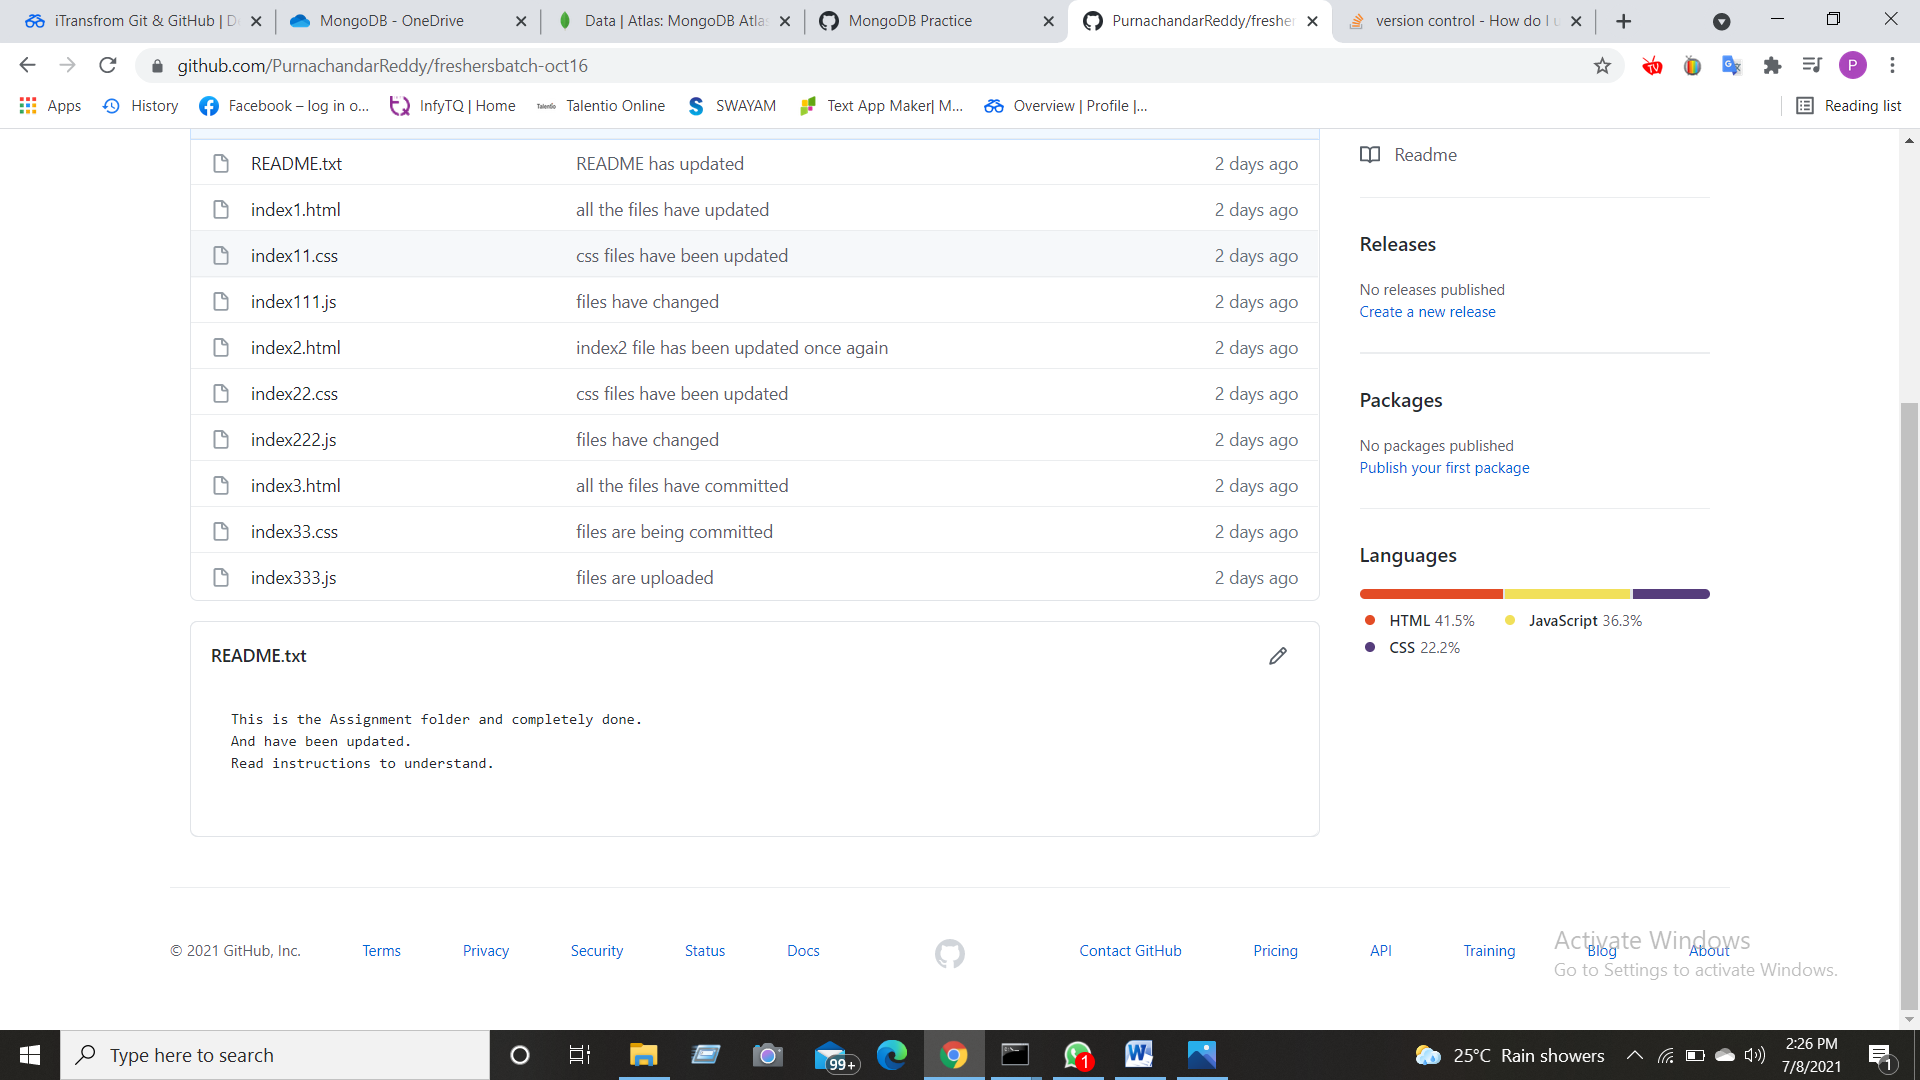 iTransfrom Git & GitHub | De
MongoDB - OneDrive
Data | Atlas: MongoDB Atlas
MongoDB Practice
PurnachandarReddy/fresher
version control - How do I u
github.com/PurnachandarReddy/freshersbatch-oct16
P
Apps
History
Facebook – log in o...
InfyTQ | Home
Talentio Online
SWAYAM
Text App Maker| M...
Overview | Profile |...
Reading list
README.txt README has updated 2 days ago
index1.html all the files have updated 2 days ago
index11.css css files have been updated 2 days ago
index111.js files have changed 2 days ago
index2.html index2 file has been updated once again 2 days ago
index22.css css files have been updated 2 days ago
index222.js files have changed 2 days ago
index3.html all the files have committed 2 days ago
index33.css files are being committed 2 days ago
index333.js files are uploaded 2 days ago
README.txt
This is the Assignment folder and completely done.
And have been updated.
Read instructions to understand.
Readme
Releases
No releases published
Create a new release
Packages
No packages published
Publish your first package
Languages
HTML 41.5% JavaScript 36.3%
CSS 22.2%
© 2021 GitHub, Inc. Terms Privacy Security Status Docs Contact GitHub Pricing API Training Blog About
Activate Windows
Go to Settings to activate Windows.
Type here to search
99+
1
25°C Rain showers
2:26 PM
7/8/2021
1